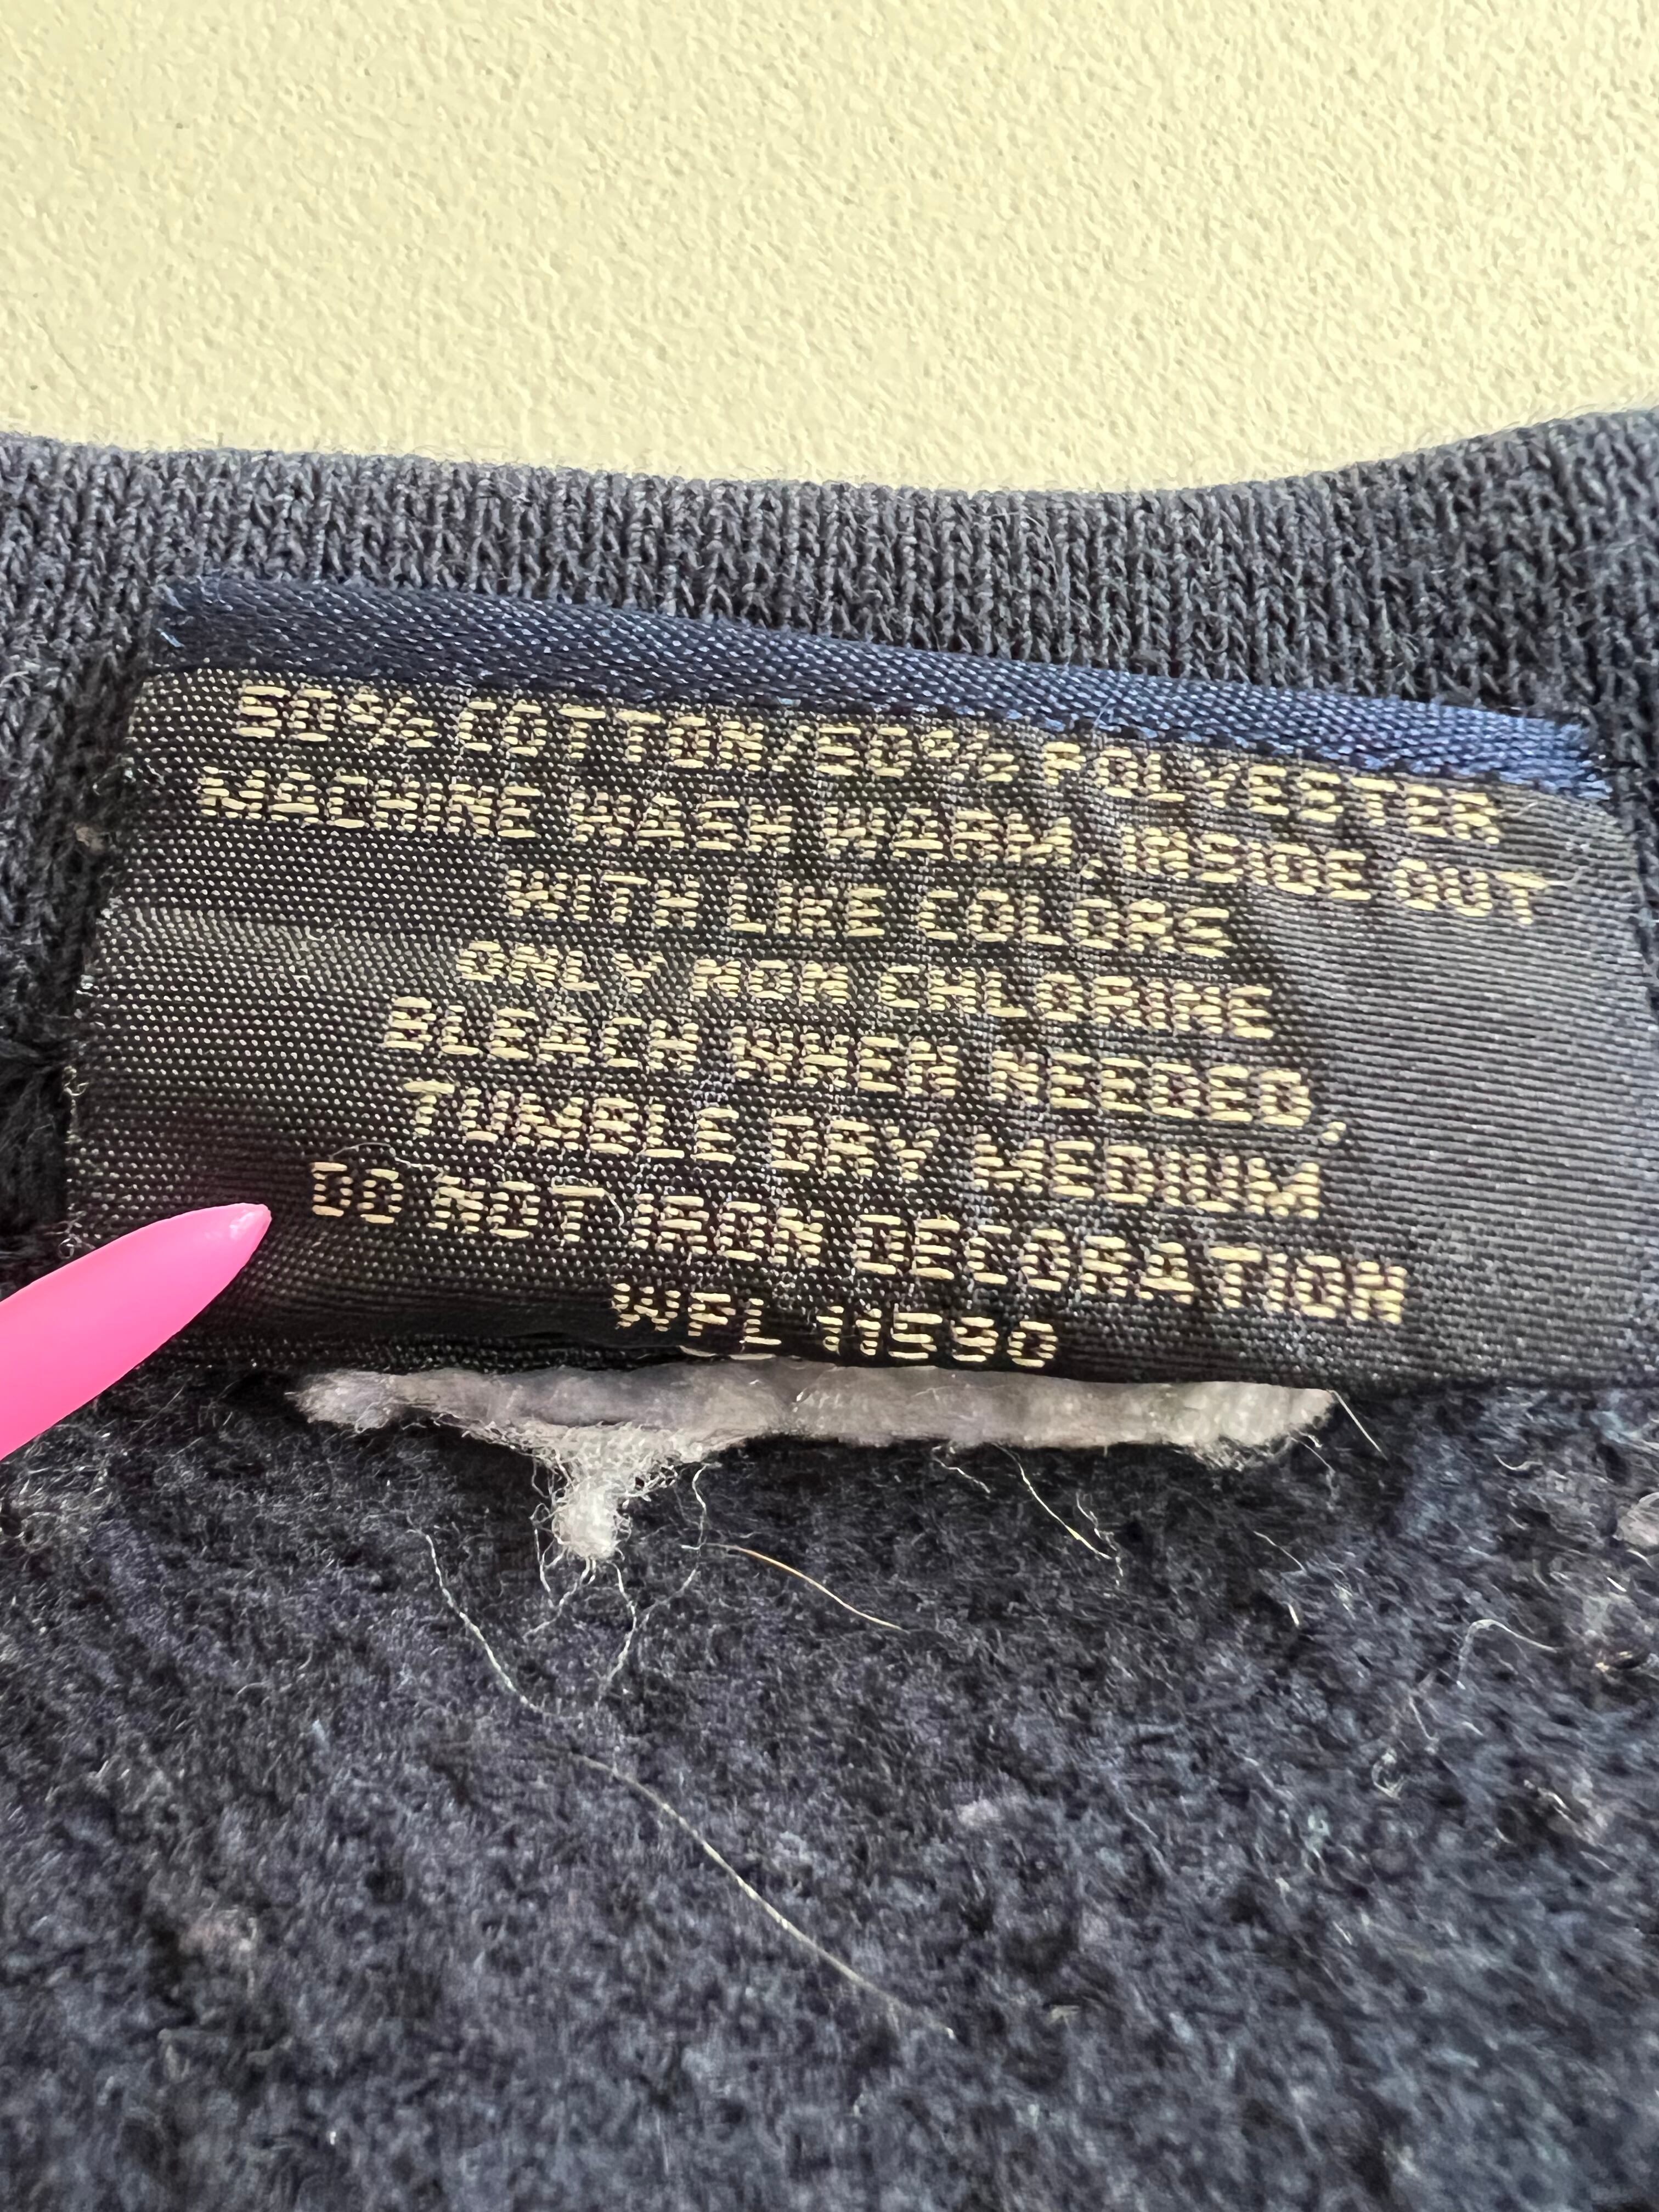 50% COTTON/50% POLYESTER
MACHINE WASH WARM, INSIDE OUT
WITH LIKE COLORS
ONLY NON CHLORINE
BLEACH WHEN NEEDED,
TUMBLE DRY MEDIUM
DO NOT IRON DECORATION
WPL 11590